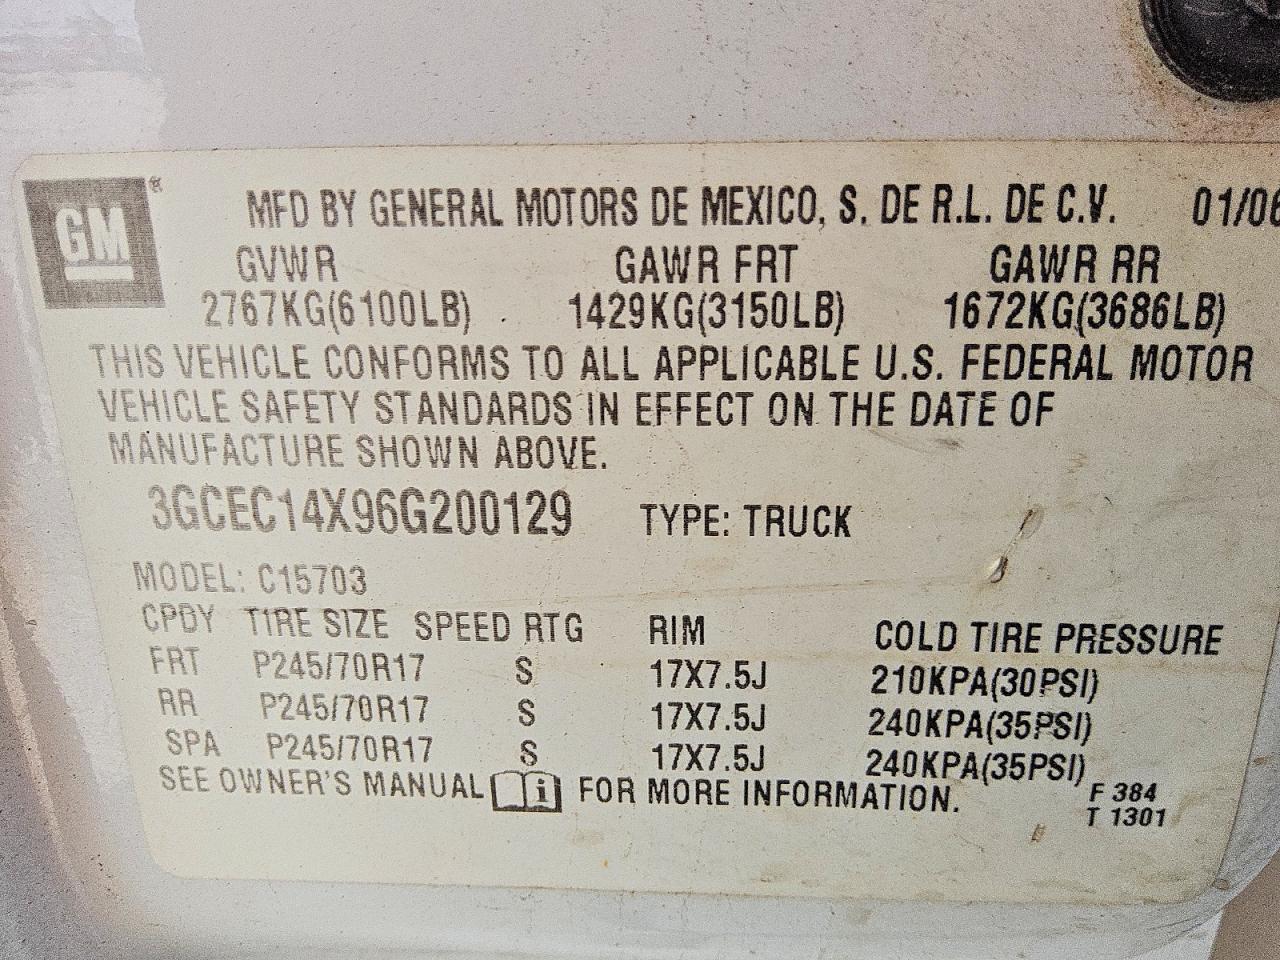 GM ®
MFD BY GENERAL MOTORS DE MEXICO, S. DE R.L. DE C.V. 01/06
GVWR GAWR FRT GAWR RR
2767KG(6100LB) 1429KG(3150LB) 1672KG(3686LB)
THIS VEHICLE CONFORMS TO ALL APPLICABLE U.S. FEDERAL MOTOR
VEHICLE SAFETY STANDARDS IN EFFECT ON THE DATE OF
MANUFACTURE SHOWN ABOVE.
3GCEC14X96G200129 TYPE: TRUCK
MODEL: C15703
CPDY TIRE SIZE SPEED RTG RIM COLD TIRE PRESSURE
FRT P245/70R17 S 17X7.5J 210KPA(30PSI)
RR P245/70R17 S 17X7.5J 240KPA(35PSI)
SPA P245/70R17 S 17X7.5J 240KPA(35PSI)
SEE OWNER'S MANUAL i FOR MORE INFORMATION.
F 384
T 1301